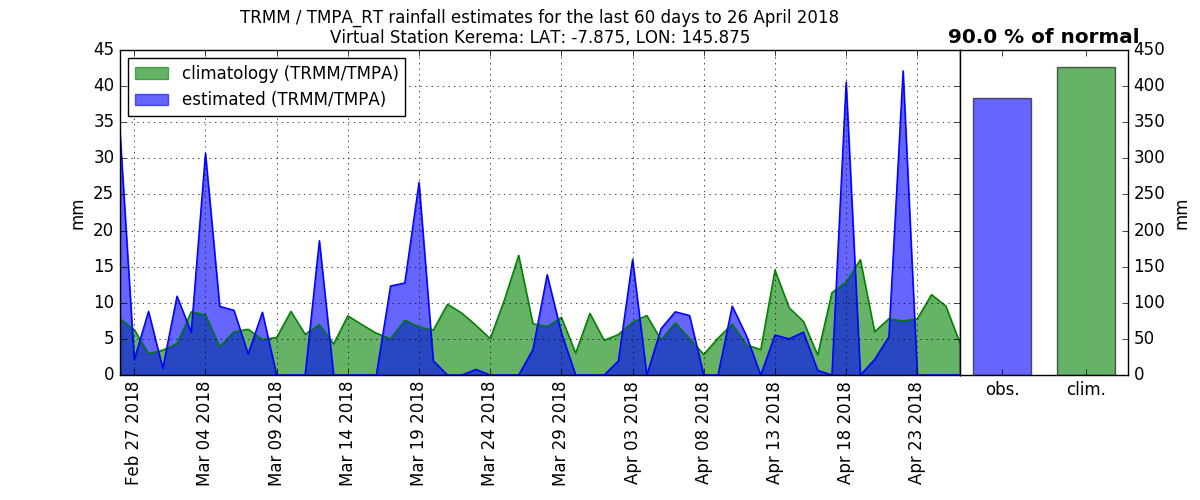 TRMM / TMPA_RT rainfall estimates for the last 60 days to 26 April 2018
Virtual Station Kerema: LAT: -7.875, LON: 145.875
90.0 % of normal
climatology (TRMM/TMPA)
estimated (TRMM/TMPA)
45
40
35
30
25
20
15
10
5
0
mm
Feb 27 2018
Mar 04 2018
Mar 09 2018
Mar 14 2018
Mar 19 2018
Mar 24 2018
Mar 29 2018
Apr 03 2018
Apr 08 2018
Apr 13 2018
Apr 18 2018
Apr 23 2018
450
400
350
300
250
200
150
100
50
0
mm
obs.
clim.